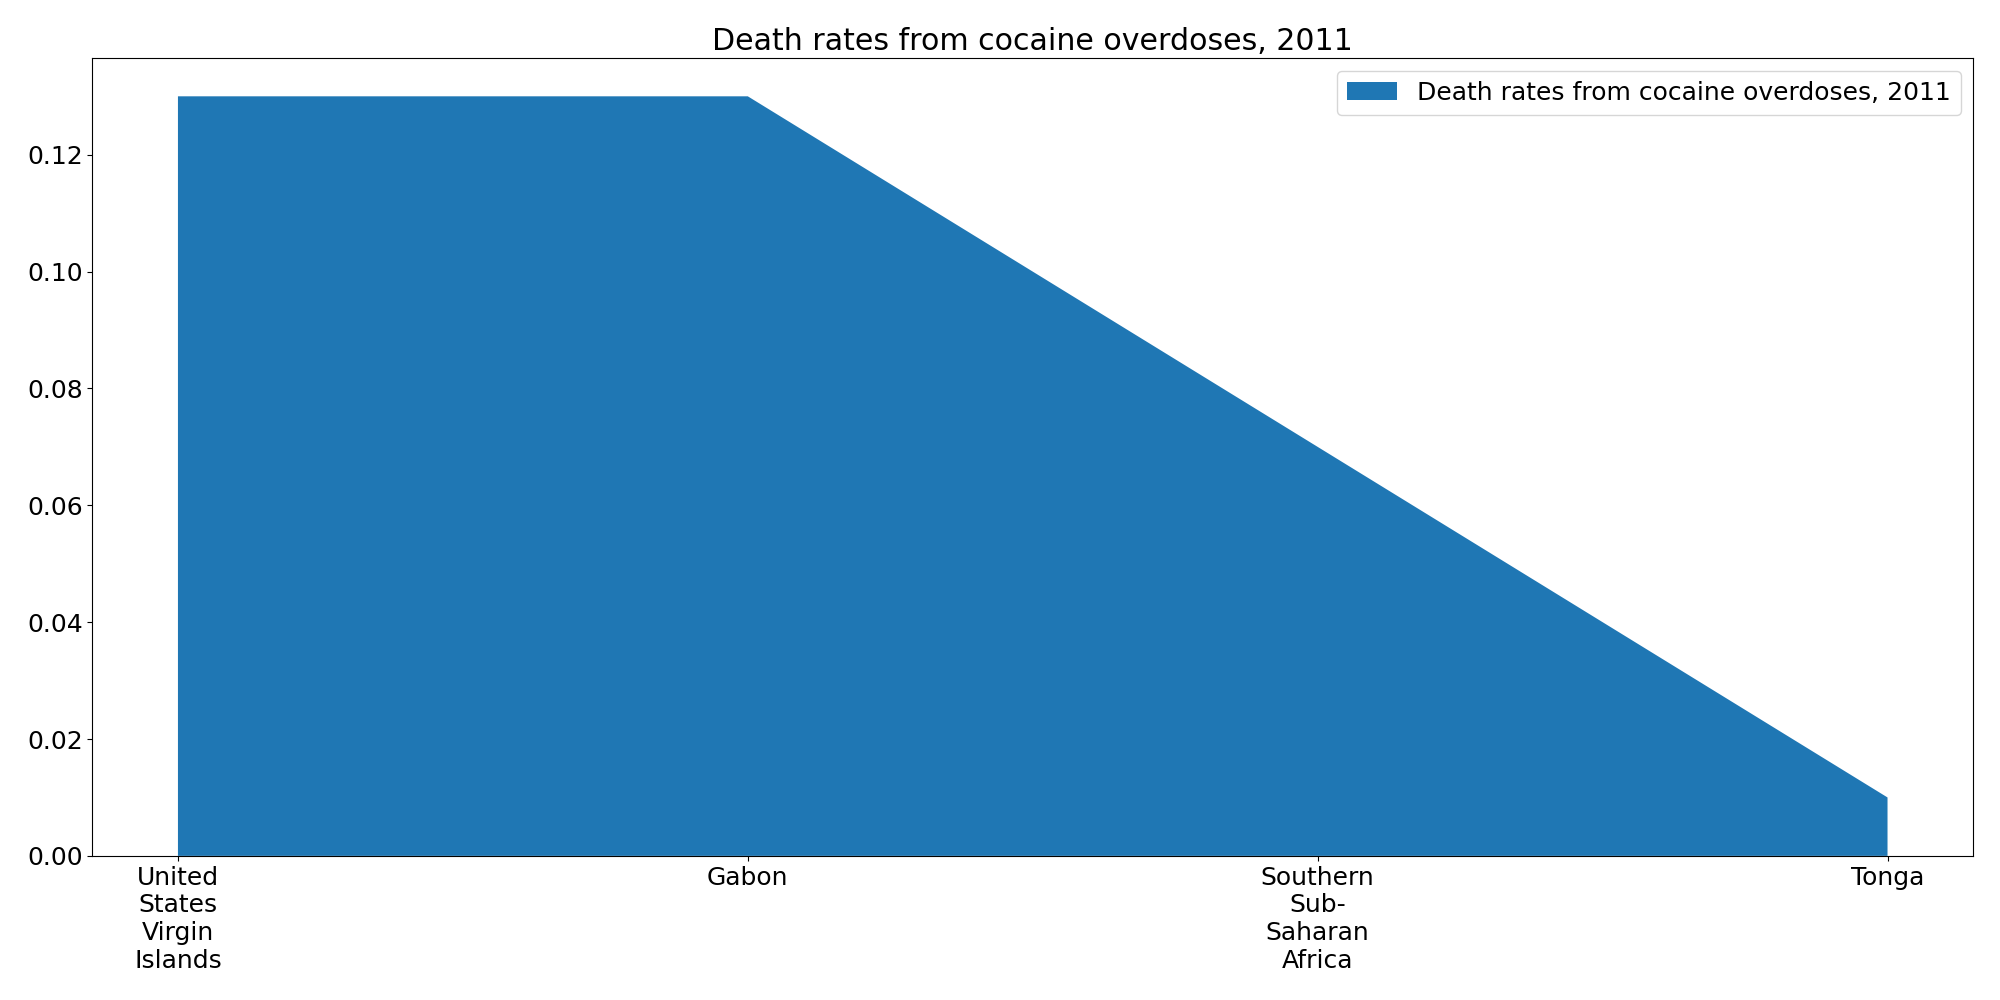 Death rates from cocaine overdoses, 2011
Death rates from cocaine overdoses, 2011
0.12
0.10
0.08
0.06
0.04
0.02
0.00
United
States
Virgin
Islands
Gabon
Southern
Sub-
Saharan
Africa
Tonga